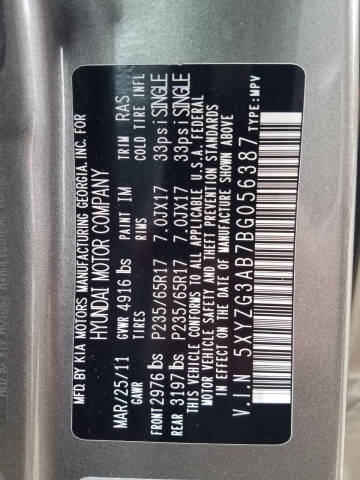 MFD.BY KIA MOTORS MANUFACTURING GEORGIA, INC. FOR
HYUNDAI MOTOR COMPANY
MAR/25/11 GVWR 4916 lbs PAINT IM TRIM RAS
GAWR TIRES RIMS COLD TIRE INFL
FRONT 2976 lbs P235/65R17 7.0JX17 33psi SINGLE
REAR 3197 lbs P235/65R17 7.0JX17 33psi SINGLE
THIS VEHICLE CONFORMS TO ALL APPLICABLE U.S.A. FEDERAL
MOTOR VEHICLE SAFETY AND THEFT PREVENTION STANDARDS
IN EFFECT ON THE DATE OF MANUFACTURE SHOWN ABOVE
V.I.N 5XYZG3AB7BG056387 TYPE:MPV